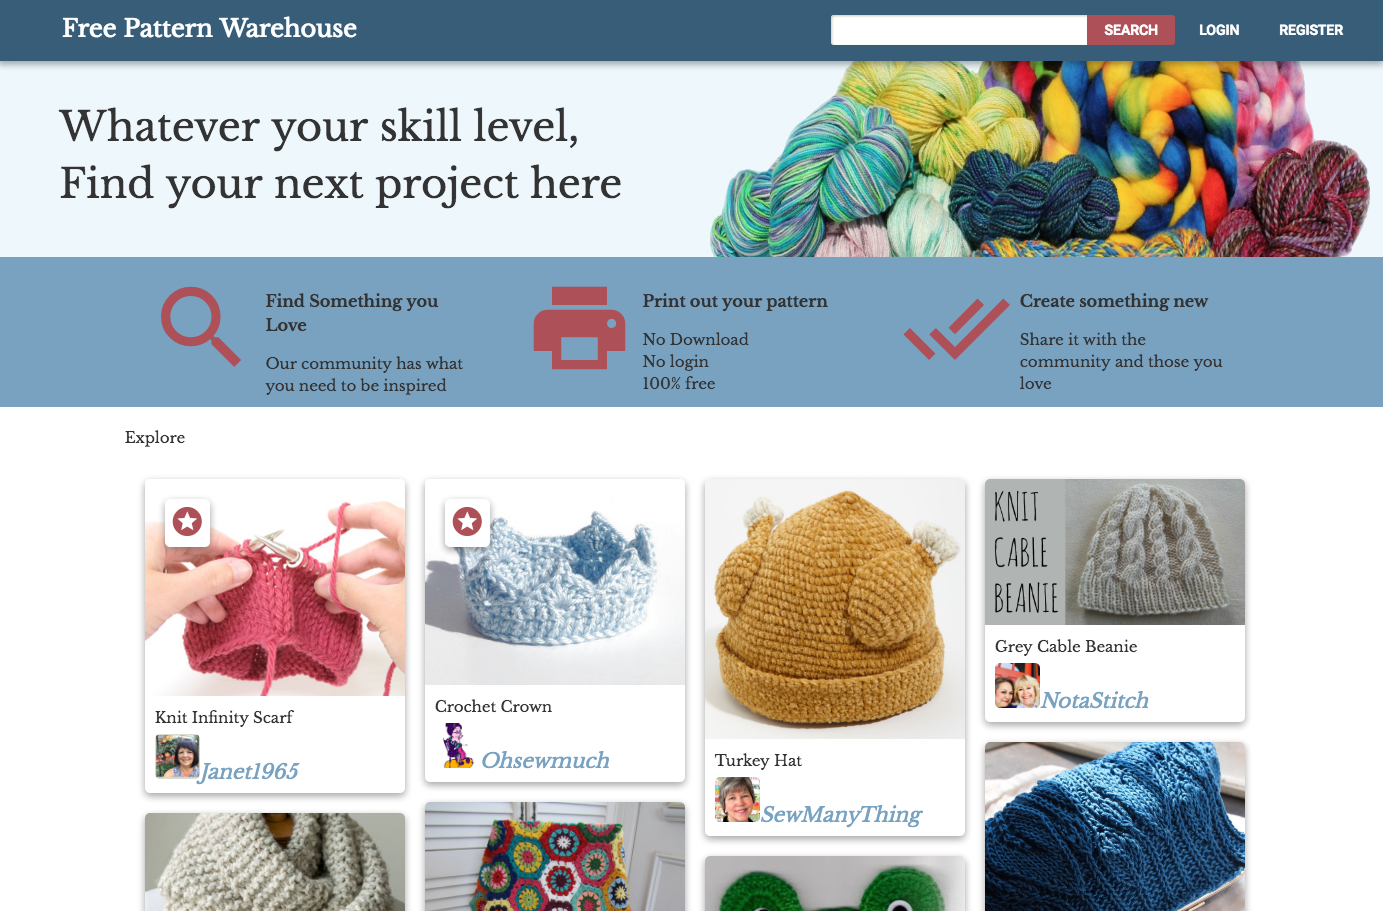 Free Pattern Warehouse
SEARCH
LOGIN
REGISTER
Whatever your skill level,
Find your next project here
Find Something you
Love
Our community has what
you need to be inspired
Print out your pattern
No Download
No login
100% free
Create something new
Share it with the
community and those you
love
Explore
Knit Infinity Scarf
Janet1965
Crochet Crown
Ohsewmuch
Turkey Hat
SewManyThing
KNIT
CABLE
BEANIE
Grey Cable Beanie
NotaStitch